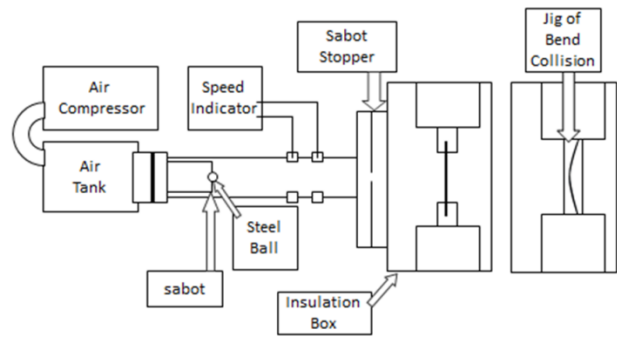 Sabot
Stopper
Jig of
Bend
Collision
Air
Compressor
Speed
Indicator
Air
Tank
Steel
Ball
sabot
Insulation
Box